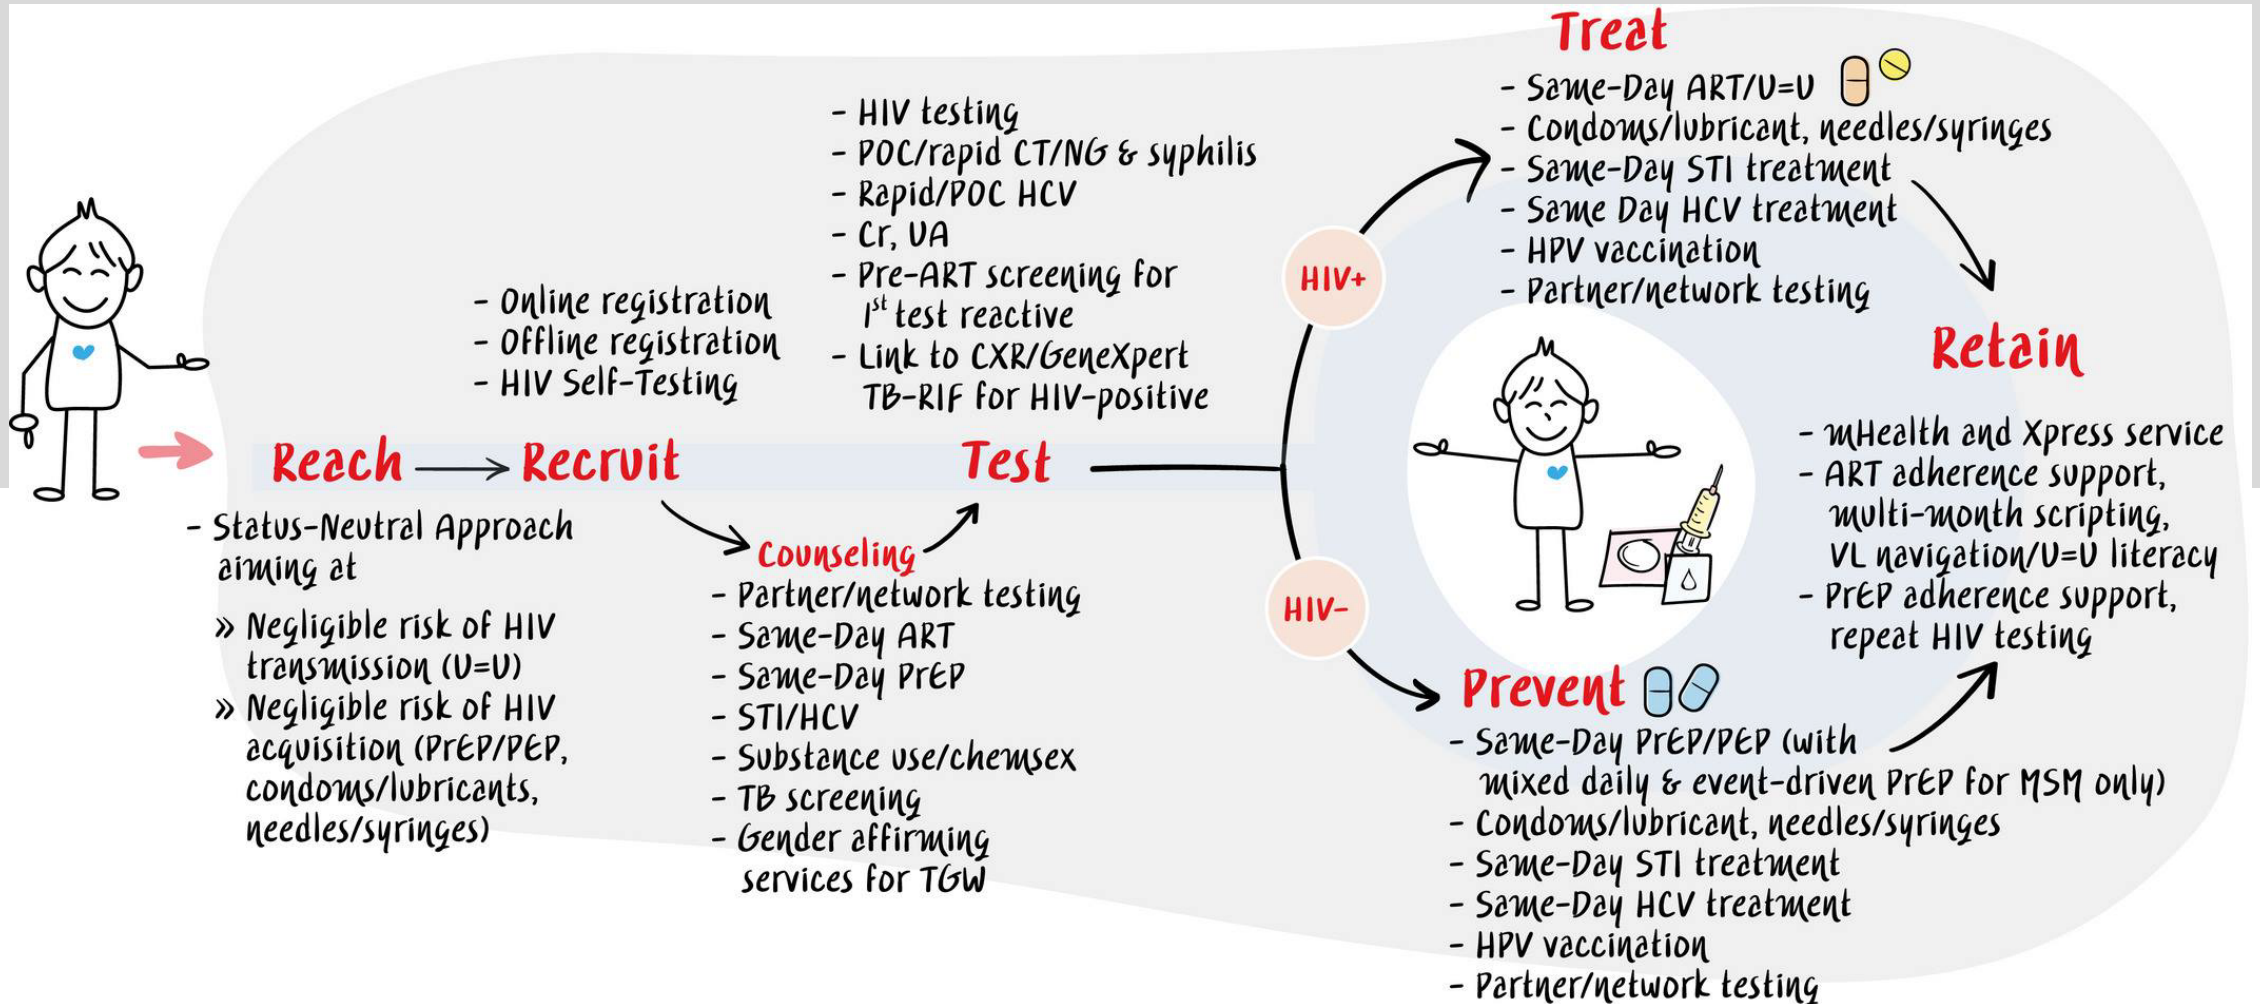 Reach
- Status-Neutral Approach
aiming at
» Negligible risk of HIV
transmission (U=U)
» Negligible risk of HIV
acquisition (PrEP/PEP,
condoms/lubricants,
needles/syringes)
- Online registration
- Offline registration
- HIV Self-Testing
Recruit
Counseling
- Partner/network testing
- Same-Day ART
- Same-Day PrEP
- STI/HCV
- Substance use/chemsex
- TB screening
- Gender affirming
services for TGW
- HIV testing
- POC/rapid CT/NG & syphilis
- Rapid/POC HCV
- Cr, UA
- Pre-ART screening for
1st test reactive
- Link to CXR/GeneXpert
TB-RIF for HIV-positive
Test
HIV+
Treat
- Same-Day ART/U=U
- Condoms/lubricant, needles/syringes
- Same-Day STI treatment
- Same Day HCV treatment
- HPV vaccination
- Partner/network testing
HIV-
Prevent
- Same-Day PrEP/PEP (with
mixed daily & event-driven PrEP for MSM only)
- Condoms/lubricant, needles/syringes
- Same-Day STI treatment
- Same-Day HCV treatment
- HPV vaccination
- Partner/network testing
Retain
- mHealth and Xpress service
- ART adherence support,
multi-month scripting,
VL navigation/U=U literacy
- PrEP adherence support,
repeat HIV testing